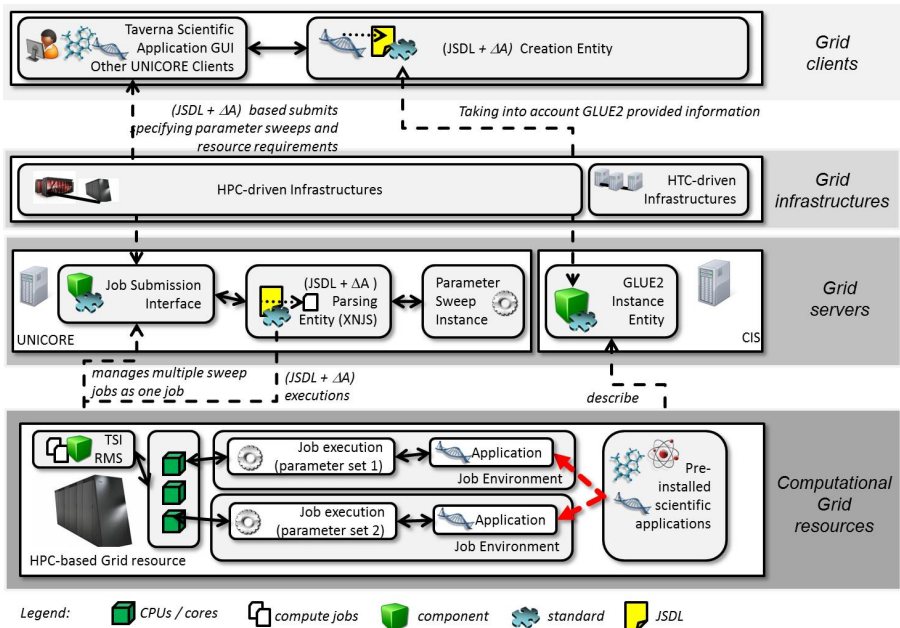 Taverna Scientific
Application GUI
Other UNICORE Clients
(JSDL + ΔA) Creation Entity
Grid
clients
(JSDL + ΔA) based submits
specifying parameter sweeps and
resource requirements
Taking into account GLUE2 provided information
HPC-driven Infrastructures
HTC-driven
Infrastructures
Grid
infrastructures
Job Submission
Interface
(JSDL + ΔA )
Parsing
Entity (XNJS)
Parameter
Sweep
Instance
UNICORE
GLUE2
Instance
Entity
CIS
Grid
servers
manages multiple sweep
jobs as one job
(JSDL + ΔA)
executions
describe
TSI
RMS
HPC-based Grid resource
Job execution
(parameter set 1)
Application
Job Environment
Job execution
(parameter set 2)
Application
Job Environment
Pre-
installed
scientific
applications
Computational
Grid
resources
Legend:
CPUs / cores
compute jobs
component
standard
JSDL